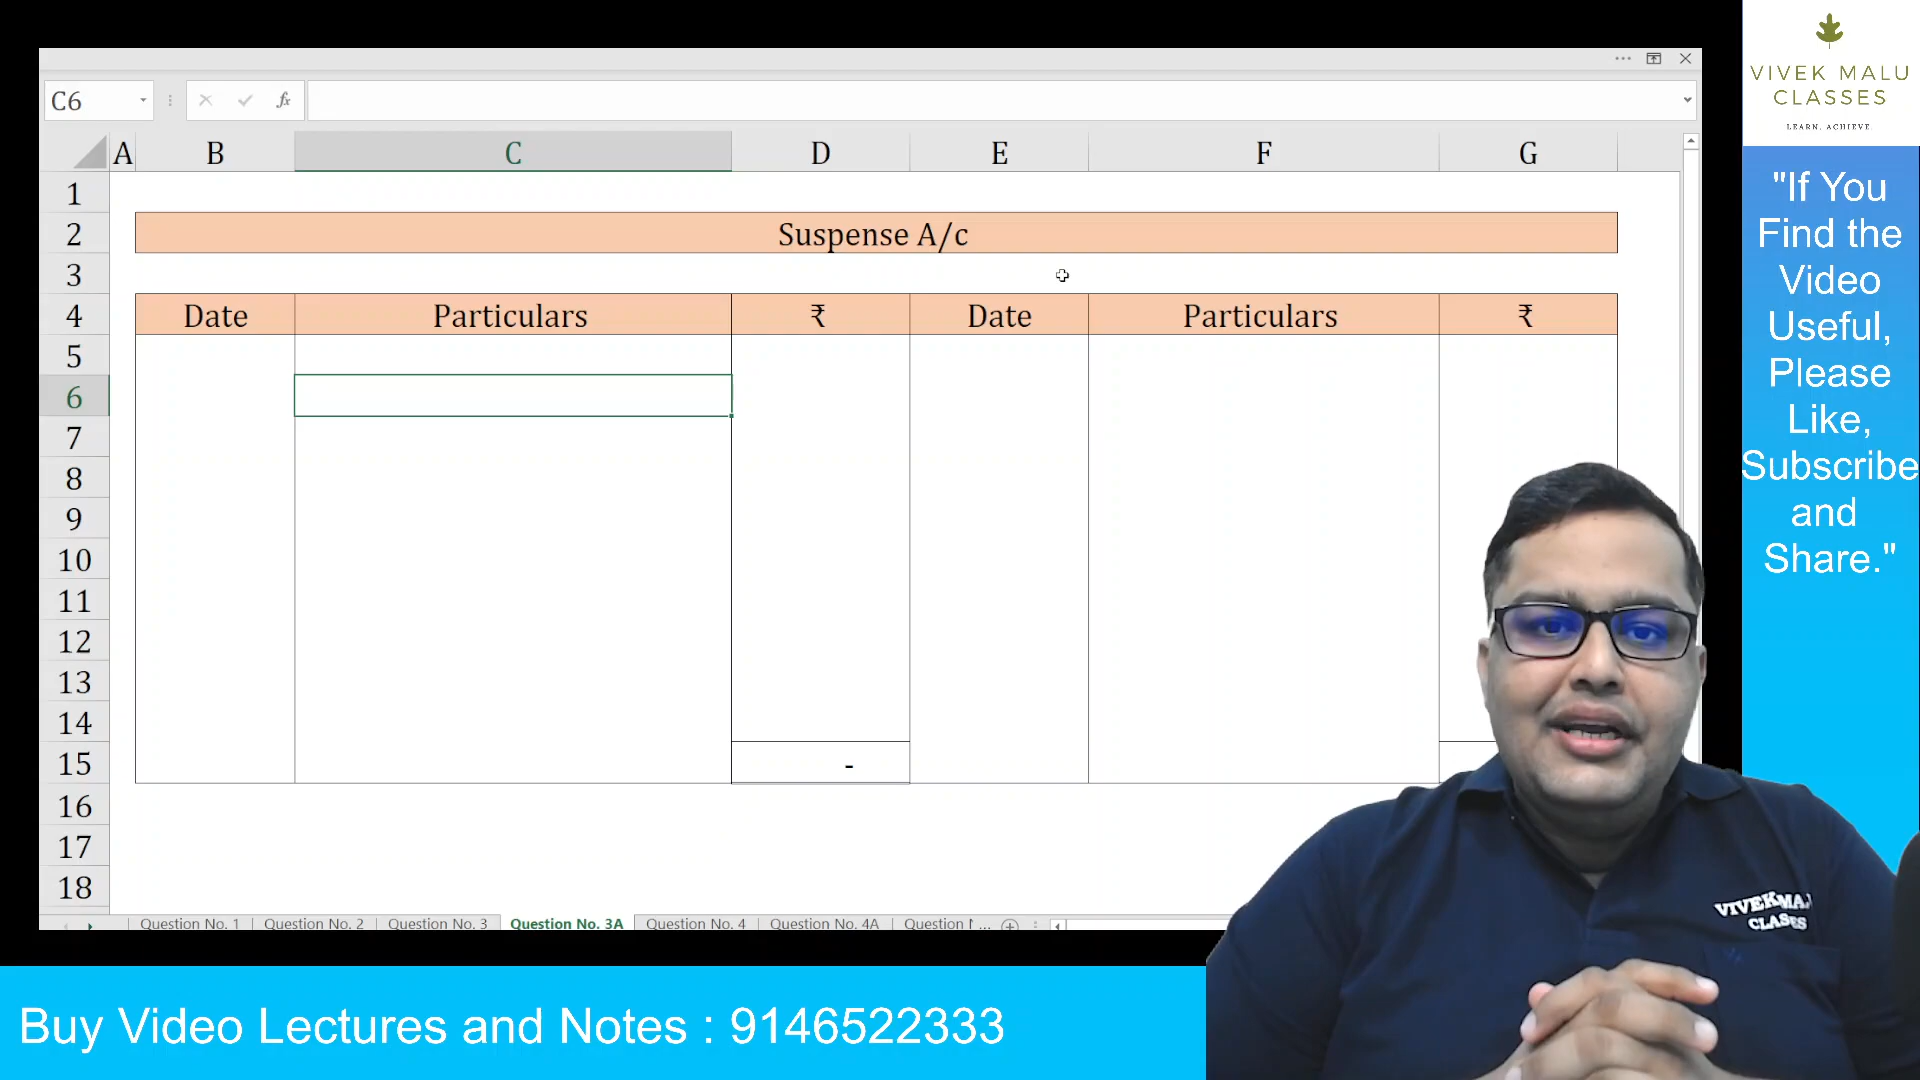 VIVEK MALU
CLASSES
LEARN. ACHIEVE.
"If You
Find the
Video
Useful,
Please
Like,
Subscribe
and
Share."
C6
fx
A B C D E F G
1
2 Suspense A/c
3
4 Date Particulars ₹ Date Particulars ₹
5
6
7
8
9
10
11
12
13
14
15 -
16
17
18
Question No. 1 Question No. 2 Question No. 3 Question No. 3A Question No. 4 Question No. 4A Question ...
CLASSES
Buy Video Lectures and Notes : 9146522333